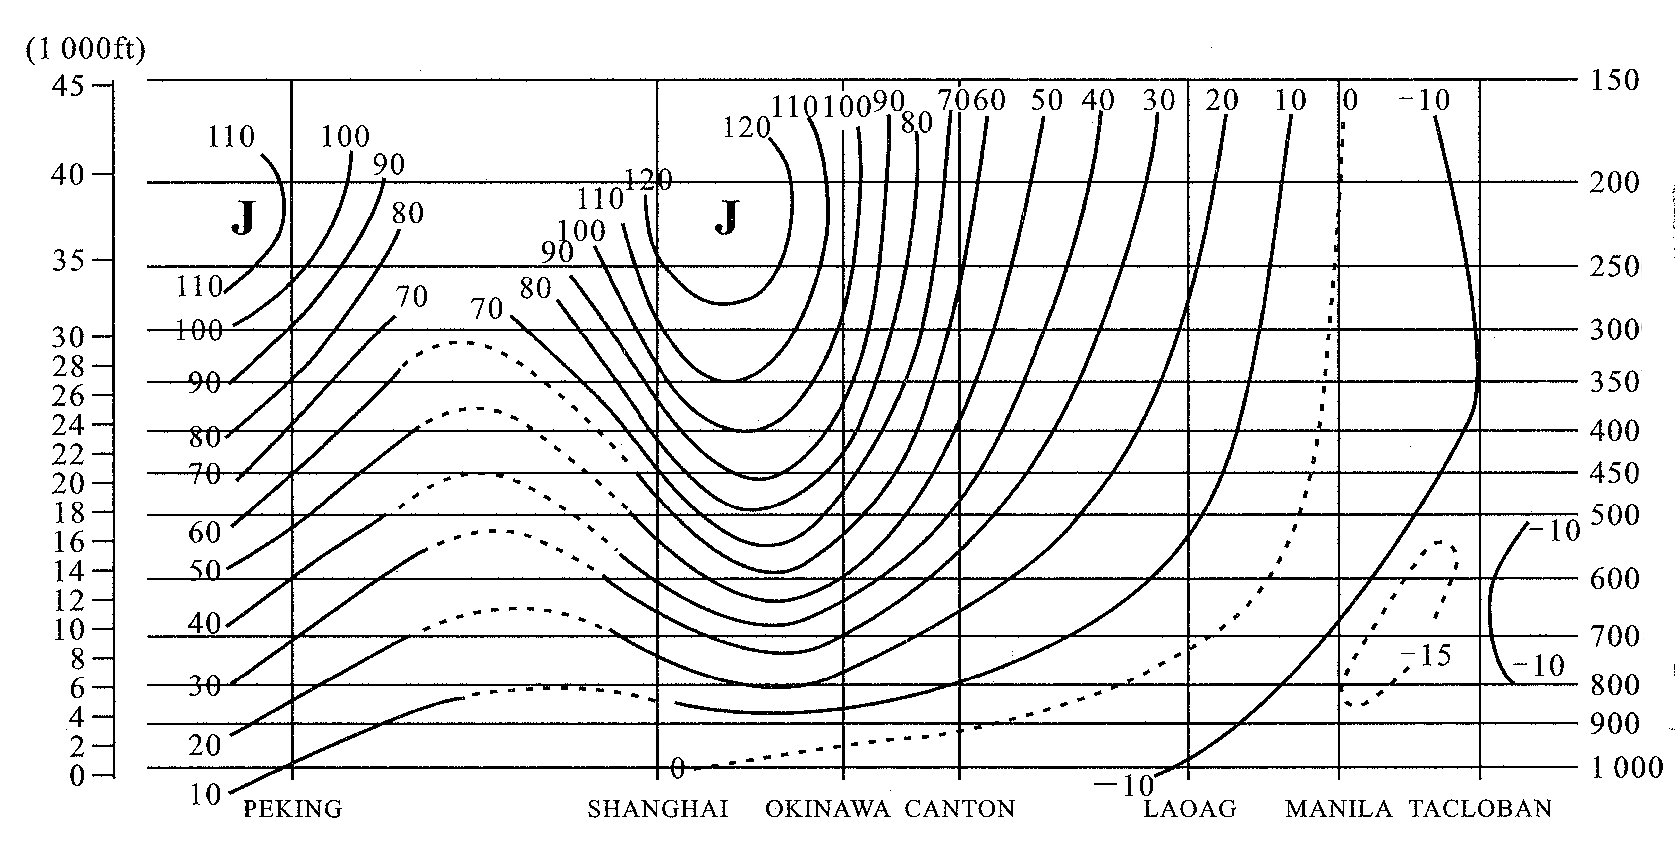 (1 000ft)
45 150
110 100 90 70 60 50 40 30 20 10 0 -10
120 80
110 100
90
40 120 200
110
80 J J
100
90
35 250
110 80
70 70
100 300
30
28
90 350
26
24 80 400
22
70 450
20
18 500
60 -10
16
14 50 600
12
40
10 700
8 -15 -10
6 30 800
4 900
2 20
0 0 1 000
10 -10
PEKING SHANGHAI OKINAWA CANTON LAOAG MANILA TACLOBAN